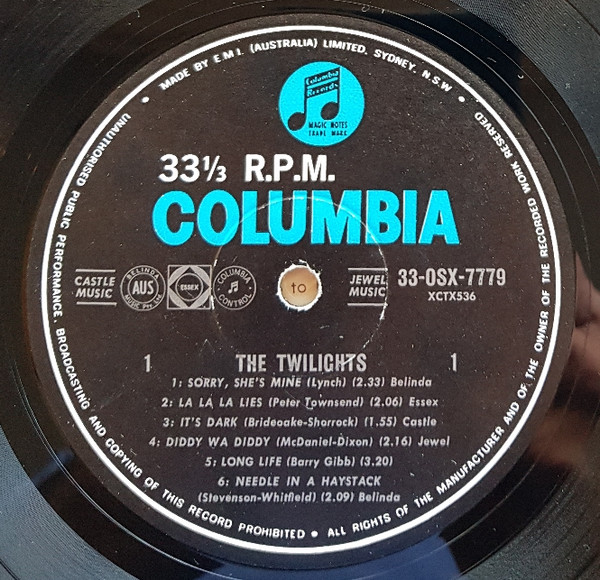 MADE BY E.M.I. (AUSTRALIA) LIMITED, SYDNEY, N.S.W
UNAUTHORISED PUBLIC PERFORMANCE, BROADCASTING AND COPYING OF THIS RECORD PROHIBITED • ALL RIGHTS OF THE MANUFACTURER AND OF THE OWNER OF THE RECORDED WORK RESERVED
Columbia
Records
MAGIC NOTES
TRADE MARK
33⅓ R.P.M.
COLUMBIA
CASTLE
MUSIC
BELINDA
AUS
MUSIC Pty. Ltd.
ESSEX
COLUMBIA
CONTROL
to
JEWEL
MUSIC
33-OSX-7779
XCTX536
1 THE TWILIGHTS 1
1: SORRY, SHE'S MINE (Lynch) (2.33) Belinda
2: LA LA LA LIES (Peter Townsend) (2.06) Essex
3: IT'S DARK (Brideoake-Shorrock) (1.55) Castle
4: DIDDY WA DIDDY (McDaniel-Dixon) (2.16) Jewel
5: LONG LIFE (Barry Gibb) (3.20)
6: NEEDLE IN A HAYSTACK
(Stevenson-Whitfield) (2.09) Belinda